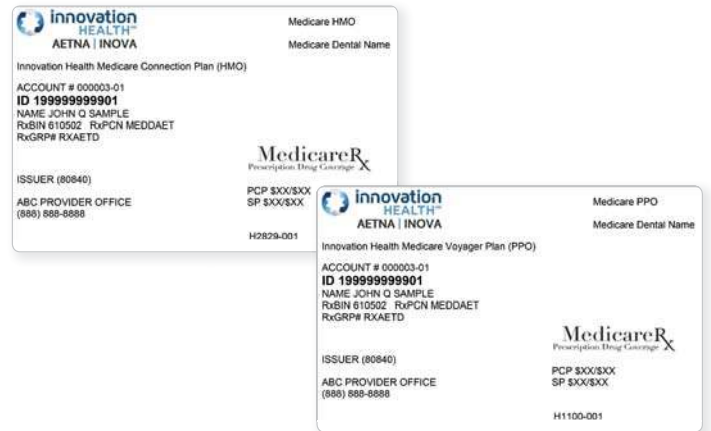 innovation
HEALTH℠
AETNA | INOVA
Medicare HMO
Medicare Dental Name
Innovation Health Medicare Connection Plan (HMO)
ACCOUNT # 000003-01
ID 199999999901
NAME JOHN Q SAMPLE
RxBIN 610502 RxPCN MEDDAET
RxGRP# RXAETD
MedicareRx
Prescription Drug Coverage
ISSUER (80840)
PCP $XX/$XX
ABC PROVIDER OFFICE
SP $XX/$XX
(888) 888-8888
H2829-001
innovation
HEALTH℠
AETNA | INOVA
Medicare PPO
Medicare Dental Name
Innovation Health Medicare Voyager Plan (PPO)
ACCOUNT # 000003-01
ID 199999999901
NAME JOHN Q SAMPLE
RxBIN 610502 RxPCN MEDDAET
RxGRP# RXAETD
MedicareRx
Prescription Drug Coverage
ISSUER (80840)
PCP $XX/$XX
ABC PROVIDER OFFICE
SP $XX/$XX
(888) 888-8888
H1100-001